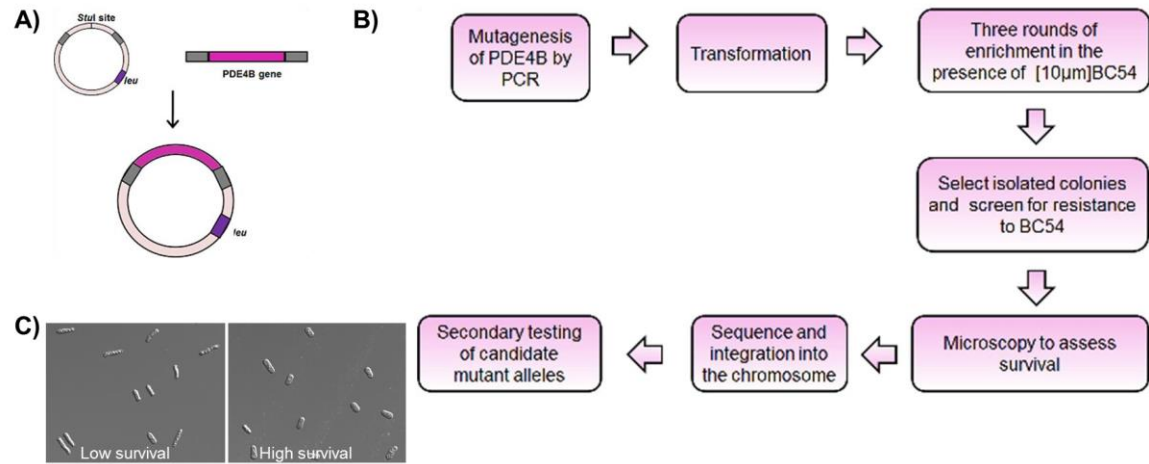 A)
StuI site
leu
PDE4B gene
leu
B)
Mutagenesis
of PDE4B by
PCR
Transformation
Three rounds of
enrichment in the
presence of [10µm]BC54
Select isolated colonies
and screen for resistance
to BC54
Microscopy to assess
survival
Sequence and
integration into
the chromosome
Secondary testing
of candidate
mutant alleles
C)
Low survival
High survival